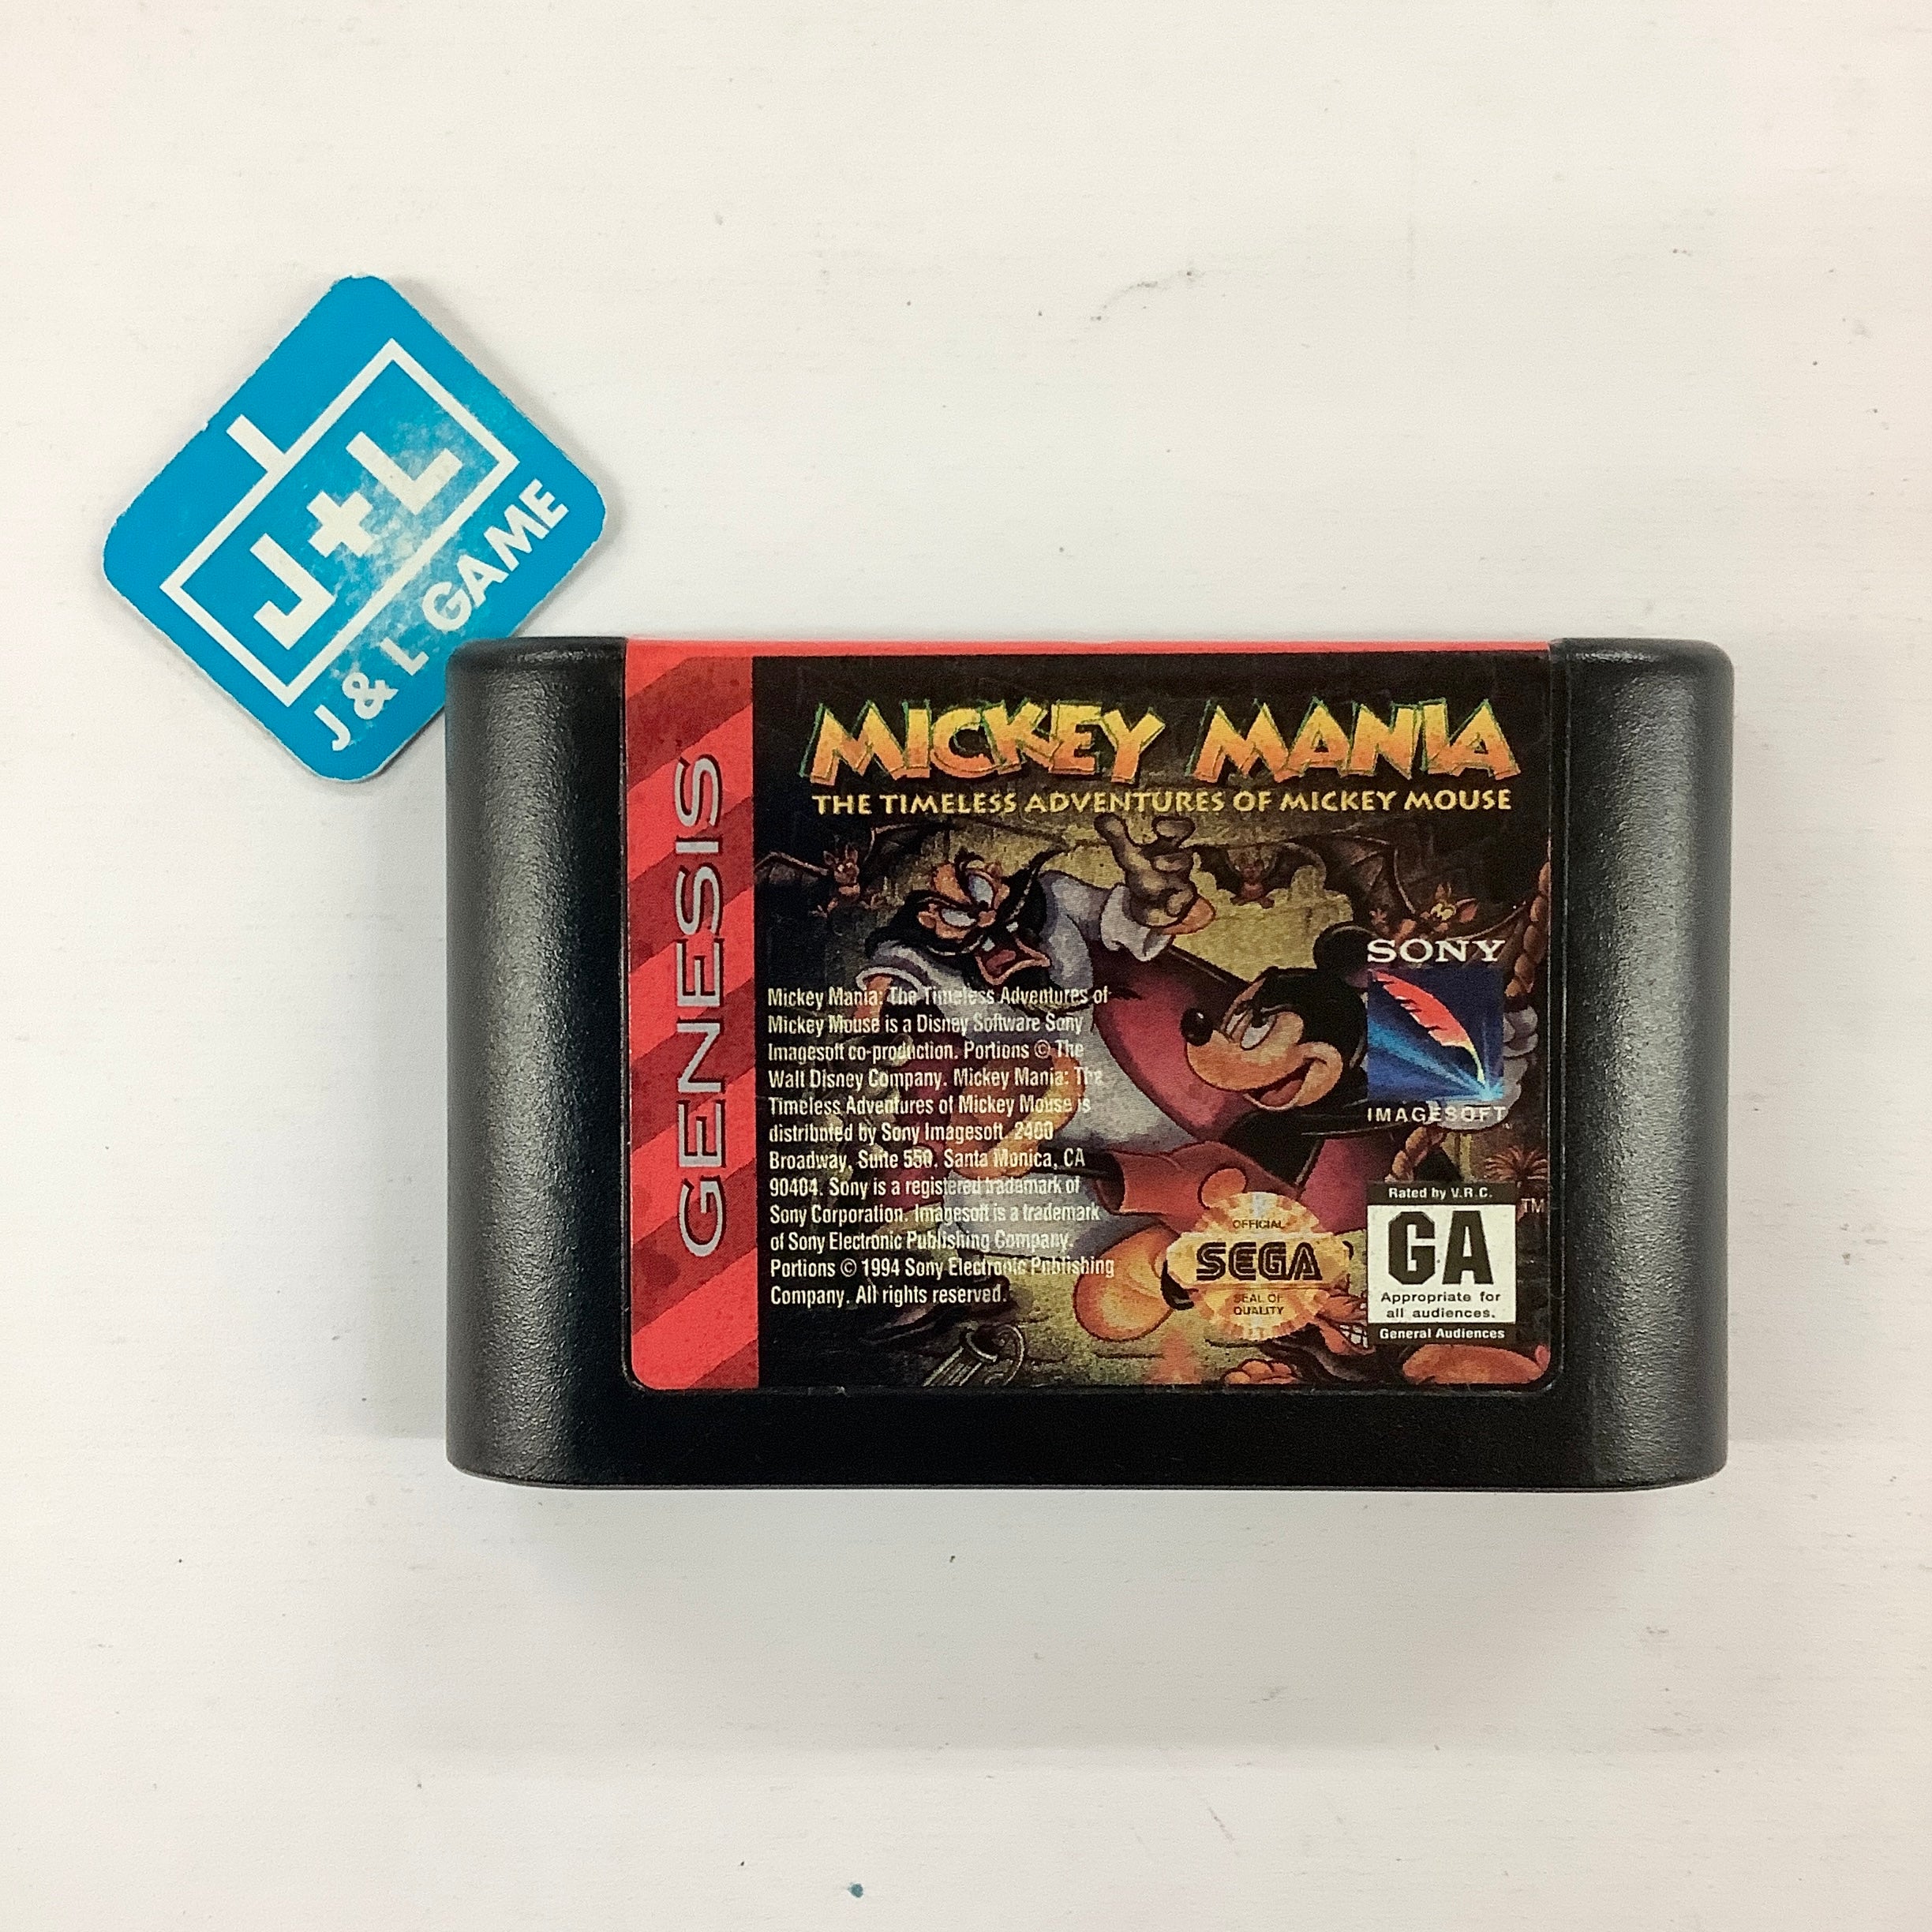 J+L
J & L GAME
GENESIS
MICKEY MANIA
THE TIMELESS ADVENTURES OF MICKEY MOUSE
Mickey Mania: The Timeless Adventures of
Mickey Mouse is a Disney Software Sony
Imagesoft co-production. Portions © The
Walt Disney Company. Mickey Mania: The
Timeless Adventures of Mickey Mouse is
distributed by Sony Imagesoft. 2400
Broadway, Suite 550. Santa Monica, CA
90404. Sony is a registered trademark of
Sony Corporation. Imagesoft is a trademark
of Sony Electronic Publishing Company.
Portions © 1994 Sony Electronic Publishing
Company. All rights reserved.
SONY
IMAGESOFT
OFFICIAL
SEGA
SEAL OF
QUALITY
Rated by V.R.C.
TM
GA
Appropriate for
all audiences.
General Audiences